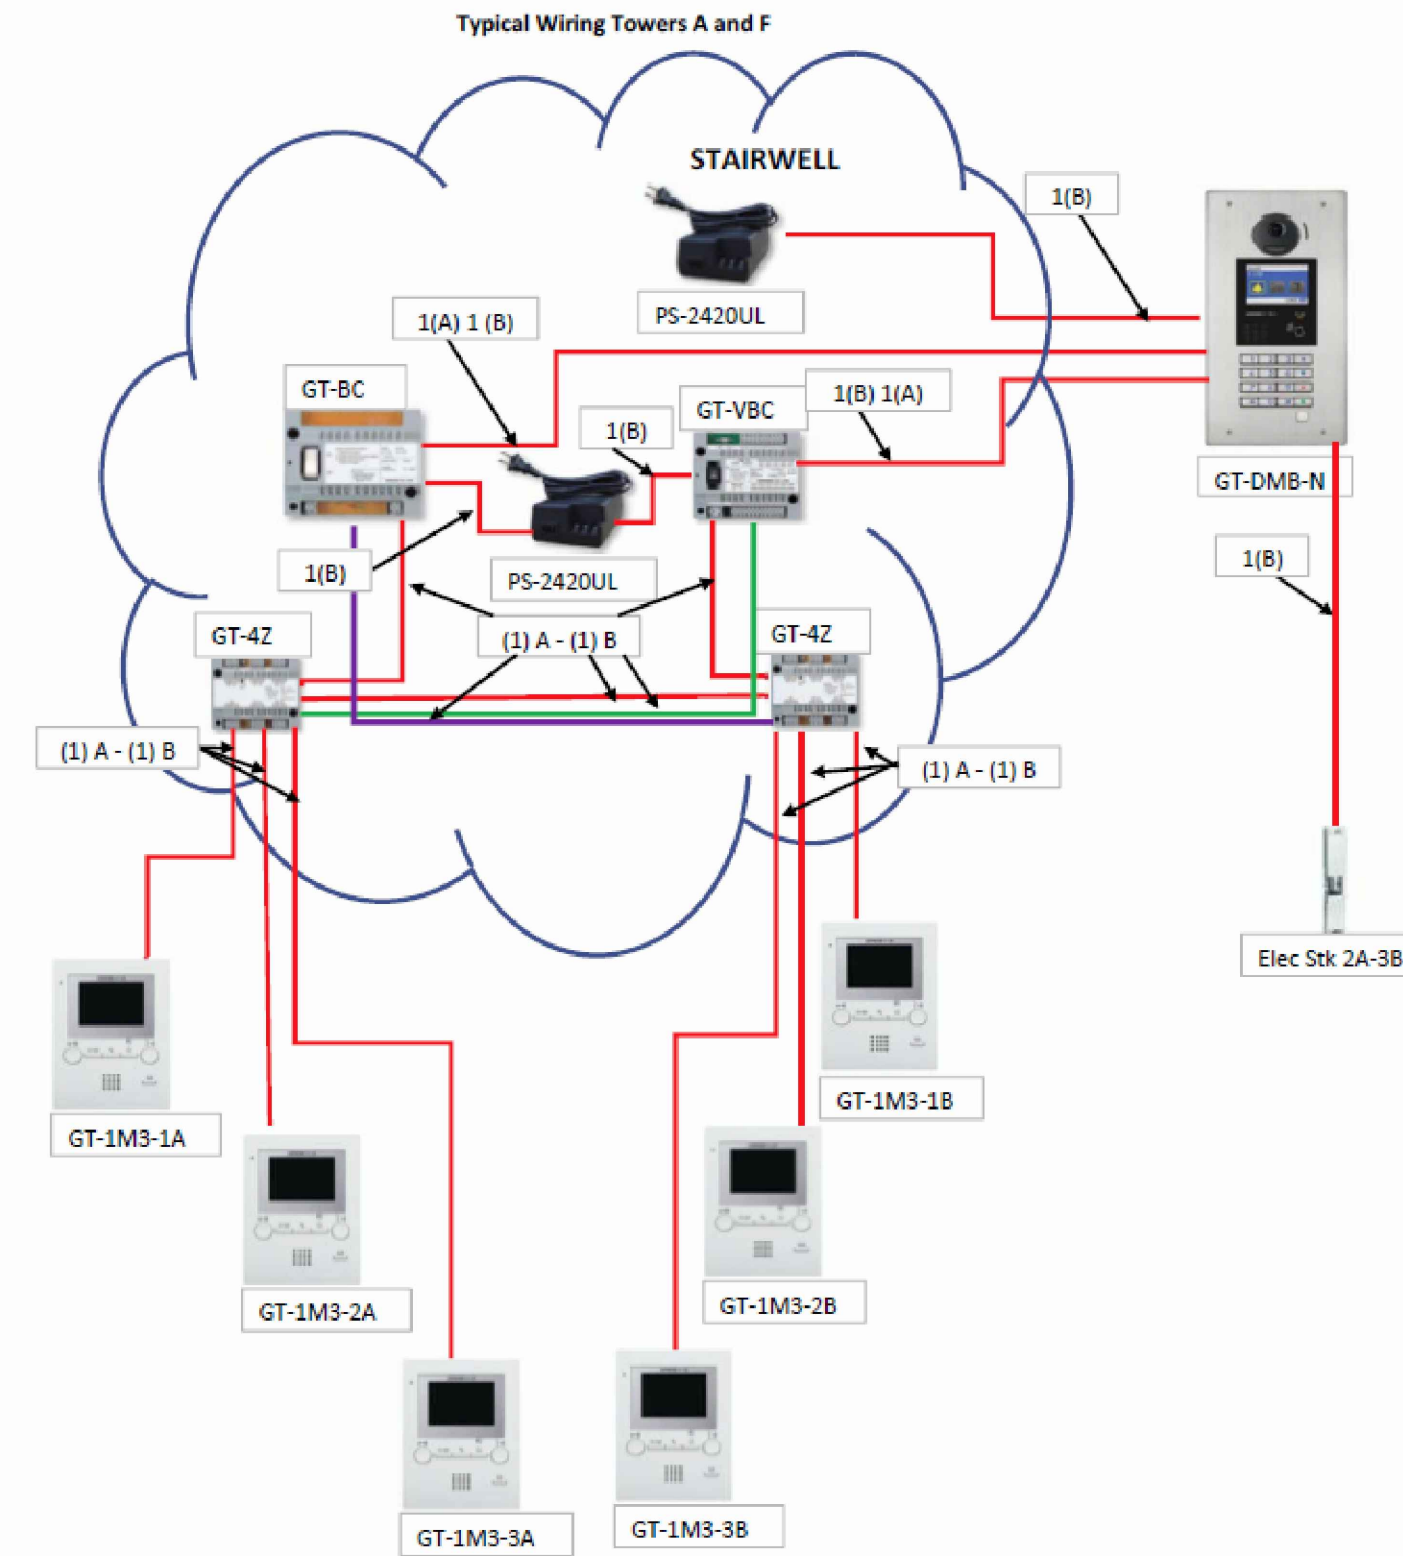 Typical Wiring Towers A and F
STAIRWELL
1(B)
PS-2420UL
1(A) 1 (B)
GT-BC
GT-VBC
1(B) 1(A)
1(B)
GT-DMB-N
1(B)
PS-2420UL
1(B)
GT-4Z
(1) A - (1) B
GT-4Z
(1) A - (1) B
(1) A - (1) B
Elec Stk 2A-3B
GT-1M3-1A
GT-1M3-1B
GT-1M3-2A
GT-1M3-2B
GT-1M3-3A
GT-1M3-3B